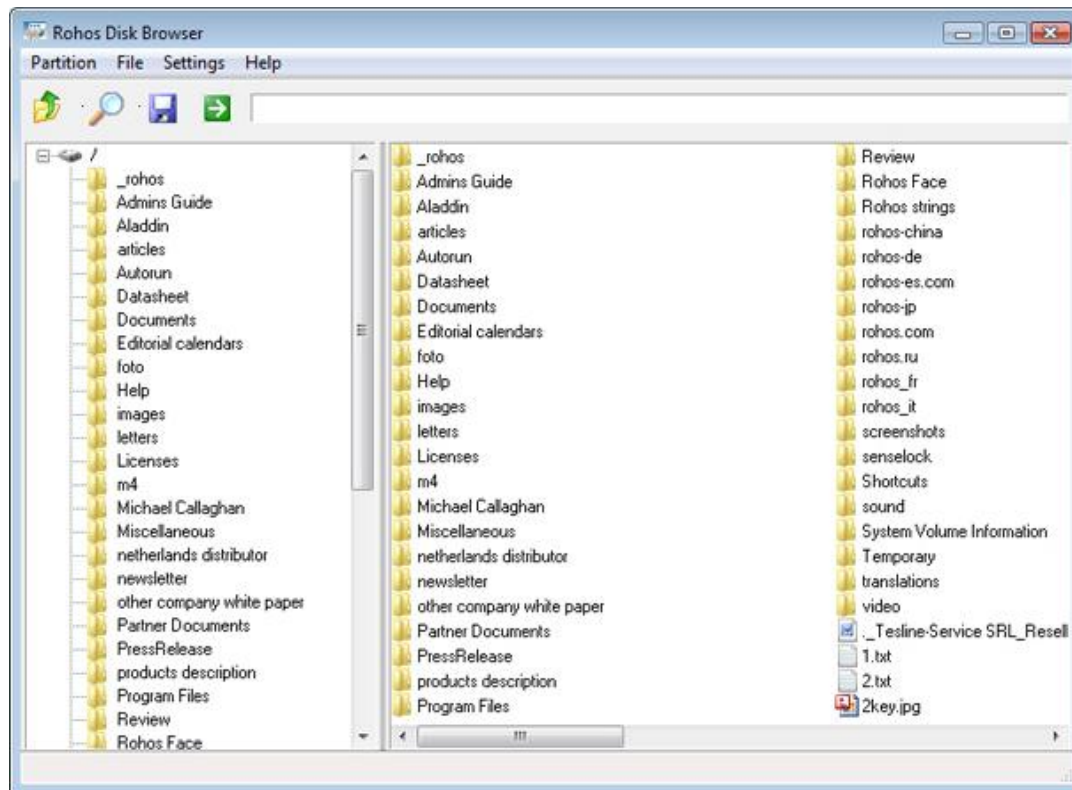 Rohos Disk Browser
Partition File Settings Help
/
_rohos
Admins Guide
Aladdin
articles
Autorun
Datasheet
Documents
Editorial calendars
foto
Help
images
letters
Licenses
m4
Michael Callaghan
Miscellaneous
netherlands distributor
newsletter
other company white paper
Partner Documents
PressRelease
products description
Program Files
Review
Rohos Face
_rohos
Admins Guide
Aladdin
articles
Autorun
Datasheet
Documents
Editorial calendars
foto
Help
images
letters
Licenses
m4
Michael Callaghan
Miscellaneous
netherlands distributor
newsletter
other company white paper
Partner Documents
PressRelease
products description
Program Files
Review
Rohos Face
Rohos strings
rohos-china
rohos-de
rohos-es.com
rohos-jp
rohos.com
rohos.ru
rohos_fr
rohos_it
screenshots
senselock
Shortcuts
sound
System Volume Information
Temporary
translations
video
._Tesline-Service SRL_Resell
1.txt
2.txt
2key.jpg